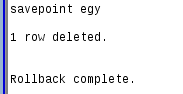 savepoint egy
1 row deleted.
Rollback complete.